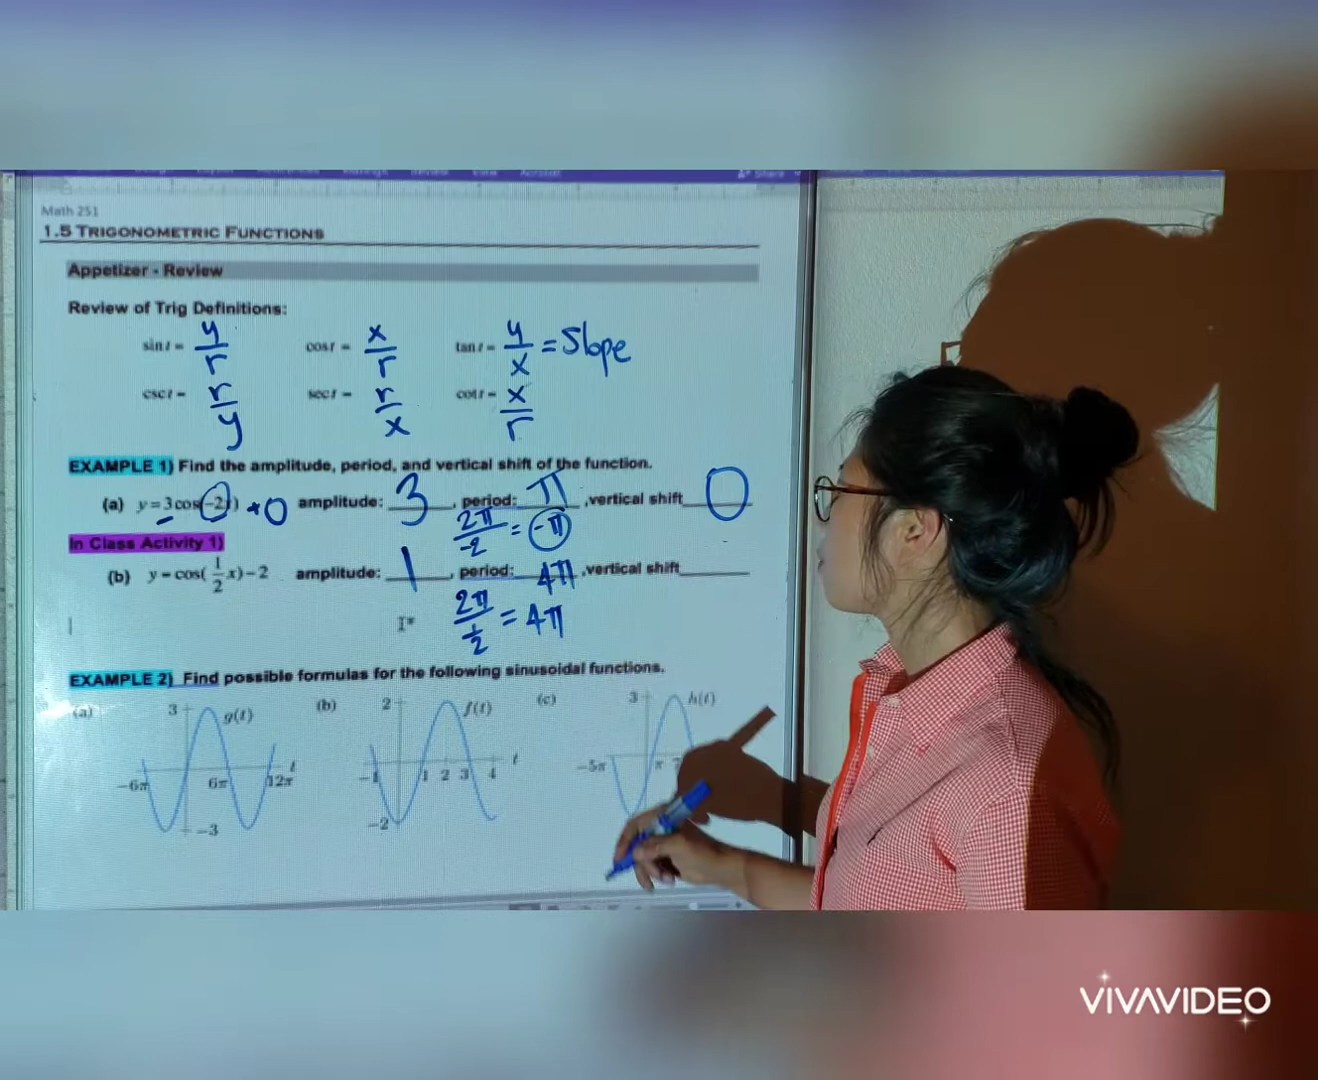 Share
Math 251
1.5 TRIGONOMETRIC FUNCTIONS
Appetizer - Review
Review of Trig Definitions:
sin t = y/r cos t = x/r tan t = y/x = Slope
csc t = r/y sec t = r/x cot t = x/r
EXAMPLE 1) Find the amplitude, period, and vertical shift of the function.
(a) y = 3cos(-2x) + 0 amplitude: 3, period: π, vertical shift 0
2π/-2 = -π
In Class Activity 1)
(b) y = cos(1/2 x) - 2 amplitude: 1, period: 4π, vertical shift
2π/½ = 4π
EXAMPLE 2) Find possible formulas for the following sinusoidal functions.
(a) 3 g(t) (b) 2 f(t) (c) 3 h(t)
-6π 6π 12π t -1 1 2 3 4 t -5π π 7
-3 -2
VIVAVIDEO